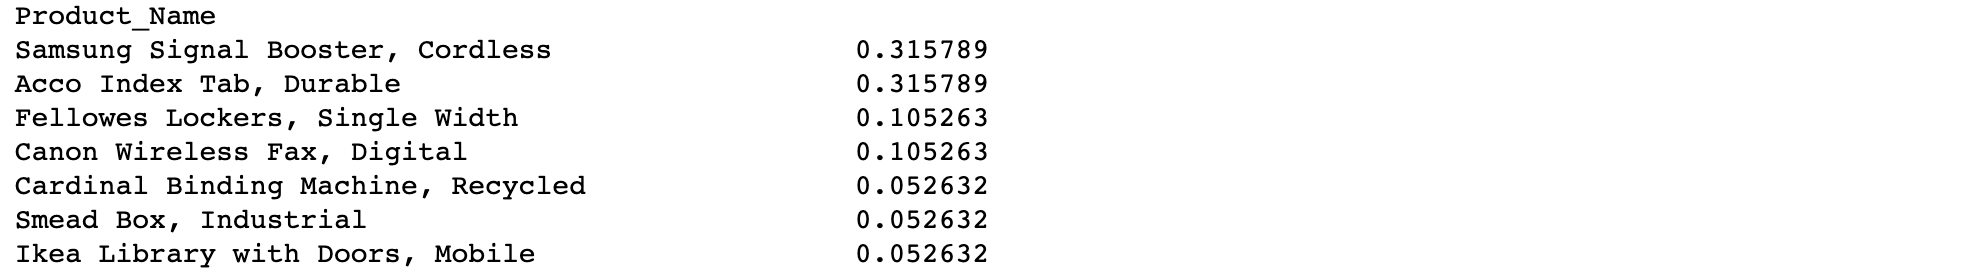 Product_Name
Samsung Signal Booster, Cordless 0.315789
Acco Index Tab, Durable 0.315789
Fellowes Lockers, Single Width 0.105263
Canon Wireless Fax, Digital 0.105263
Cardinal Binding Machine, Recycled 0.052632
Smead Box, Industrial 0.052632
Ikea Library with Doors, Mobile 0.052632